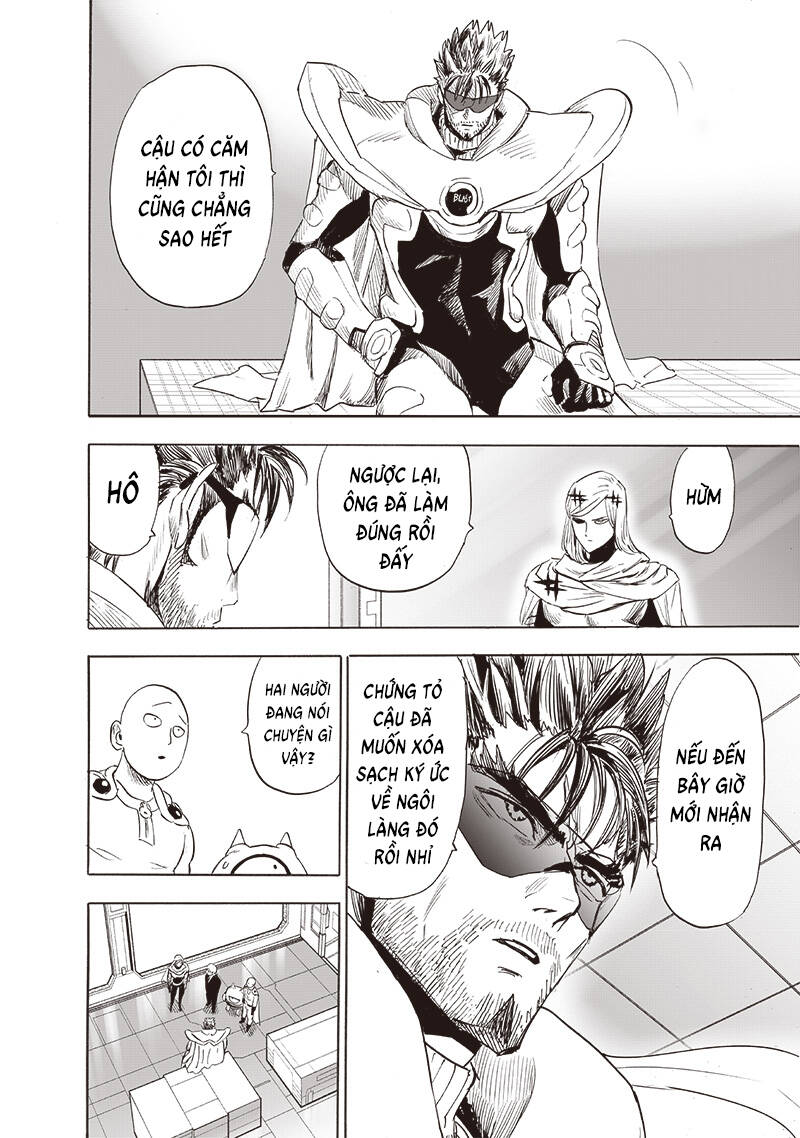 CẬU CÓ CĂM
HẬN TÔI THÌ
CŨNG CHẲNG
SAO HẾT
BLAST
HỪM
NGƯỢC LẠI,
ÔNG ĐÃ LÀM
ĐÚNG RỒI
ĐẤY
HÔ
NẾU ĐẾN
BÂY GIỜ
MỚI NHẬN
RA
CHỨNG TỎ
CẬU ĐÃ
MUỐN XÓA
SẠCH KÝ ỨC
VỀ NGÔI
LÀNG ĐÓ
RỒI NHỈ
HAI NGƯỜI
ĐANG NÓI
CHUYỆN GÌ
VẬY?